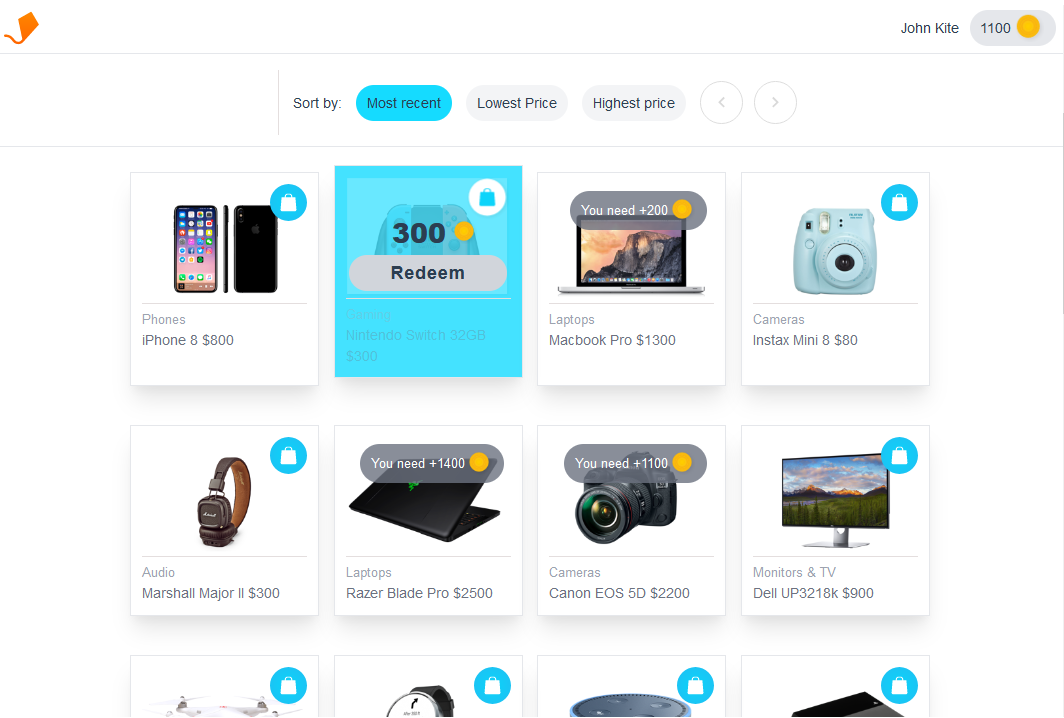 John Kite
1100
Sort by:
Most recent
Lowest Price
Highest price
300
Redeem
Gaming
Nintendo Switch 32GB
$300
You need +200
Phones
iPhone 8 $800
Laptops
Macbook Pro $1300
Cameras
Instax Mini 8 $80
You need +1400
You need +1100
Audio
Marshall Major II $300
Laptops
Razer Blade Pro $2500
Cameras
Canon EOS 5D $2200
Monitors & TV
Dell UP3218k $900